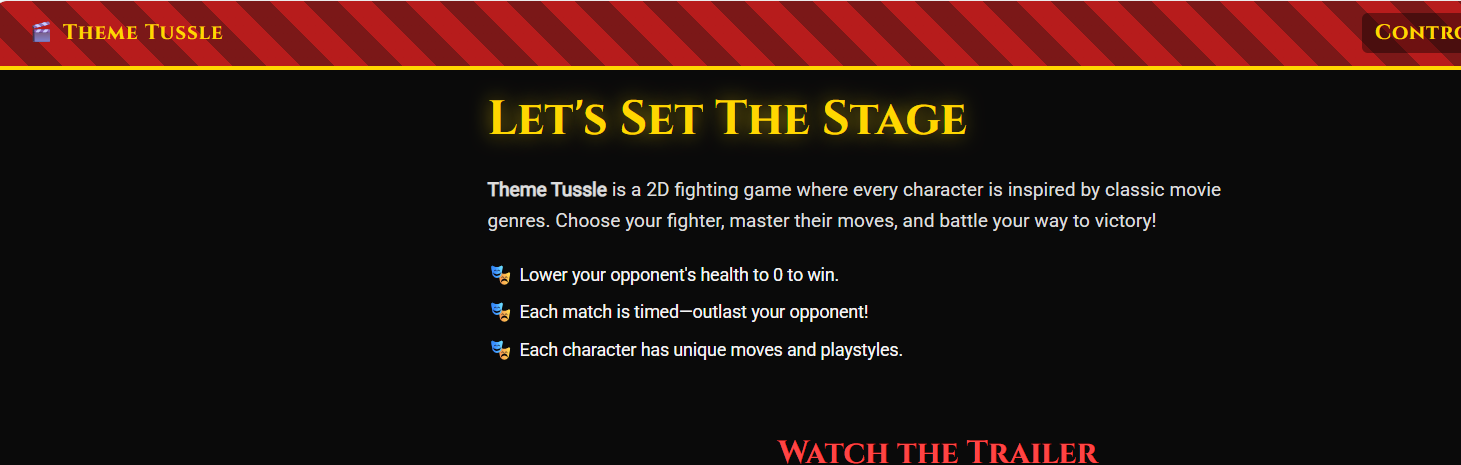 Theme Tussle
Let's Set The Stage
Theme Tussle is a 2D fighting game where every character is inspired by classic movie
genres. Choose your fighter, master their moves, and battle your way to victory!
Lower your opponent's health to 0 to win.
Each match is timed—outlast your opponent!
Each character has unique moves and playstyles.
Watch the Trailer